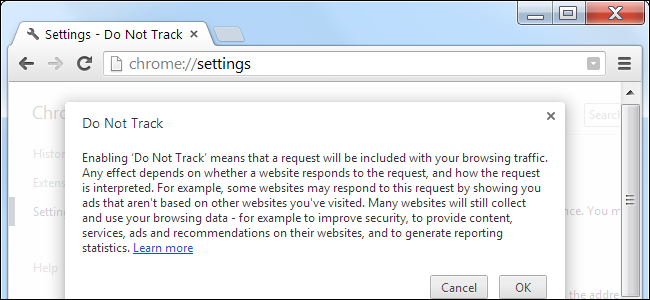 Settings - Do Not Track
chrome://settings
Chro
Search
Do Not Track
Histor
Enabling ‘Do Not Track’ means that a request will be included with your browsing traffic.
Any effect depends on whether a website responds to the request, and how the request
Extens
is interpreted. For example, some websites may respond to this request by showing you
ads that aren't based on other websites you've visited. Many websites will still collect
Settin
nce. You m
and use your browsing data - for example to improve security, to provide content,
services, ads and recommendations on their websites, and to generate reporting
statistics. Learn more
Help
Cancel
OK
the addre